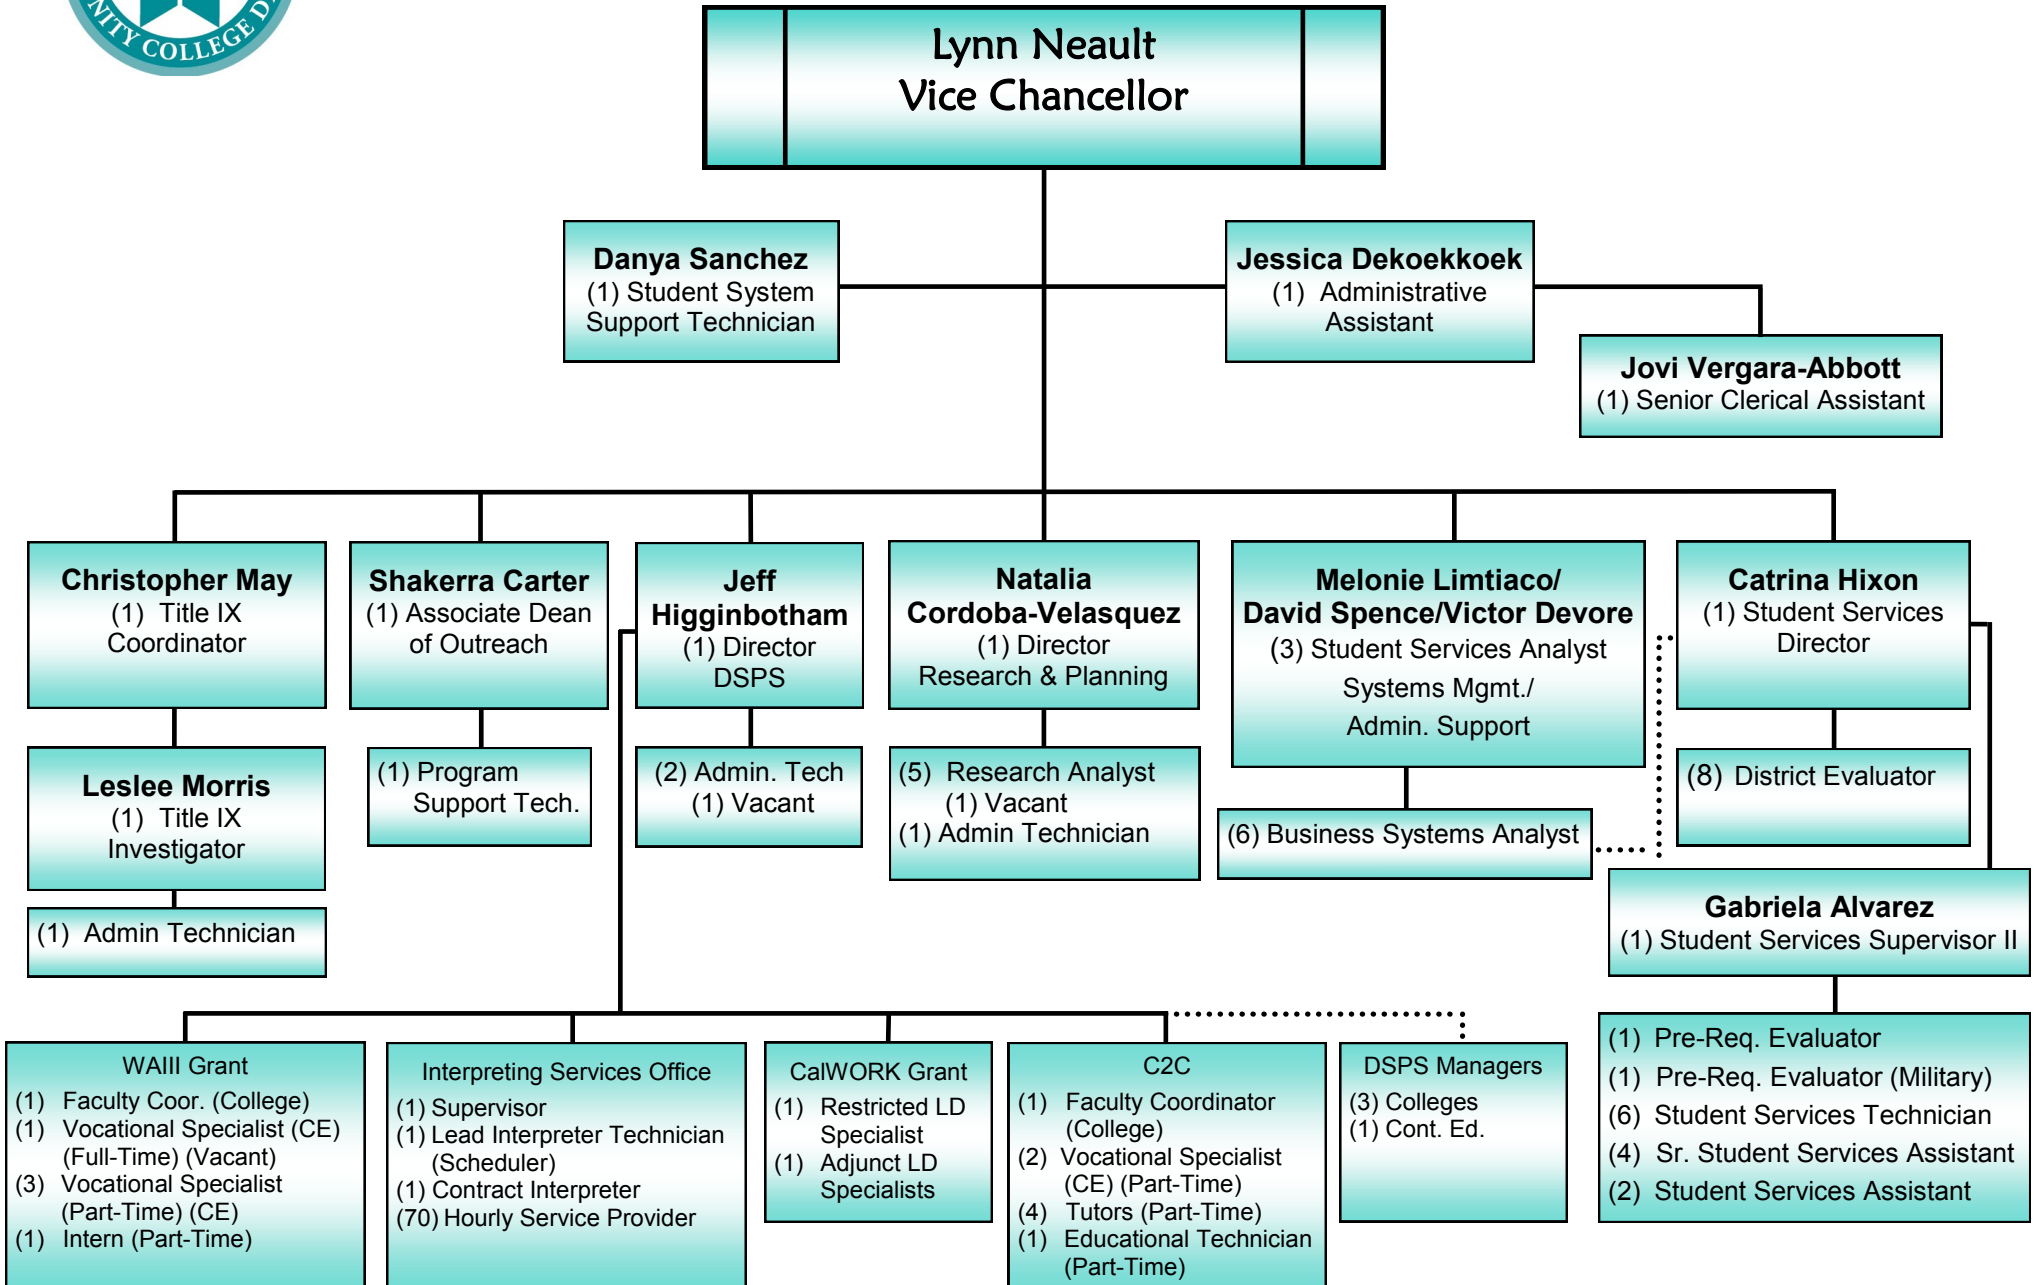 COLLEGE
Lynn Neault
Vice Chancellor
Danya Sanchez
(1) Student System
Support Technician
Jessica Dekoekkoek
(1) Administrative
Assistant
Jovi Vergara-Abbott
(1) Senior Clerical Assistant
Christopher May
(1) Title IX
Coordinator
Shakerra Carter
(1) Associate Dean
of Outreach
Jeff
Higginbotham
(1) Director
DSPS
Natalia
Cordoba-Velasquez
(1) Director
Research & Planning
Melonie Limtiaco/
David Spence/Victor Devore
(3) Student Services Analyst
Systems Mgmt./
Admin. Support
Catrina Hixon
(1) Student Services
Director
Leslee Morris
(1) Title IX
Investigator
(1) Program
Support Tech.
(2) Admin. Tech
(1) Vacant
(5) Research Analyst
(1) Vacant
(1) Admin Technician
(6) Business Systems Analyst
(8) District Evaluator
(1) Admin Technician
Gabriela Alvarez
(1) Student Services Supervisor II
WAIII Grant
(1) Faculty Coor. (College)
(1) Vocational Specialist (CE)
(Full-Time) (Vacant)
(3) Vocational Specialist
(Part-Time) (CE)
(1) Intern (Part-Time)
Interpreting Services Office
(1) Supervisor
(1) Lead Interpreter Technician
(Scheduler)
(1) Contract Interpreter
(70) Hourly Service Provider
CalWORK Grant
(1) Restricted LD
Specialist
(1) Adjunct LD
Specialists
C2C
(1) Faculty Coordinator
(College)
(2) Vocational Specialist
(CE) (Part-Time)
(4) Tutors (Part-Time)
(1) Educational Technician
(Part-Time)
DSPS Managers
(3) Colleges
(1) Cont. Ed.
(1) Pre-Req. Evaluator
(1) Pre-Req. Evaluator (Military)
(6) Student Services Technician
(4) Sr. Student Services Assistant
(2) Student Services Assistant